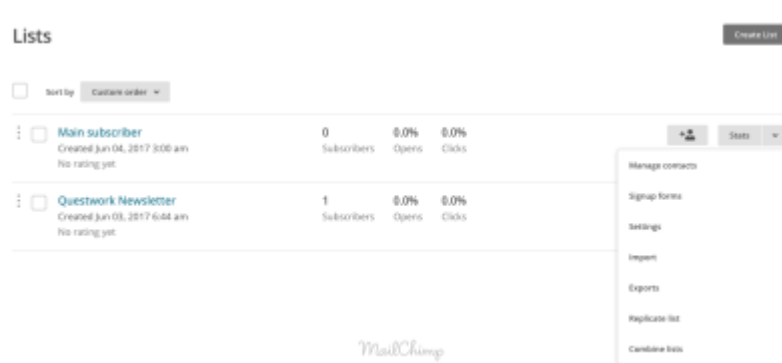 Lists
Create List
Sort by Custom order
Main subscriber 0 0.0% 0.0% Stats
Created Jun 04, 2017 3:00 am Subscribers Opens Clicks
No rating yet
Manage contacts
Signup forms
Questwork Newsletter 1 0.0% 0.0%
Created Jun 03, 2017 6:44 am Subscribers Opens Clicks
Settings
No rating yet
Import
Exports
Replicate list
Combine lists
MailChimp